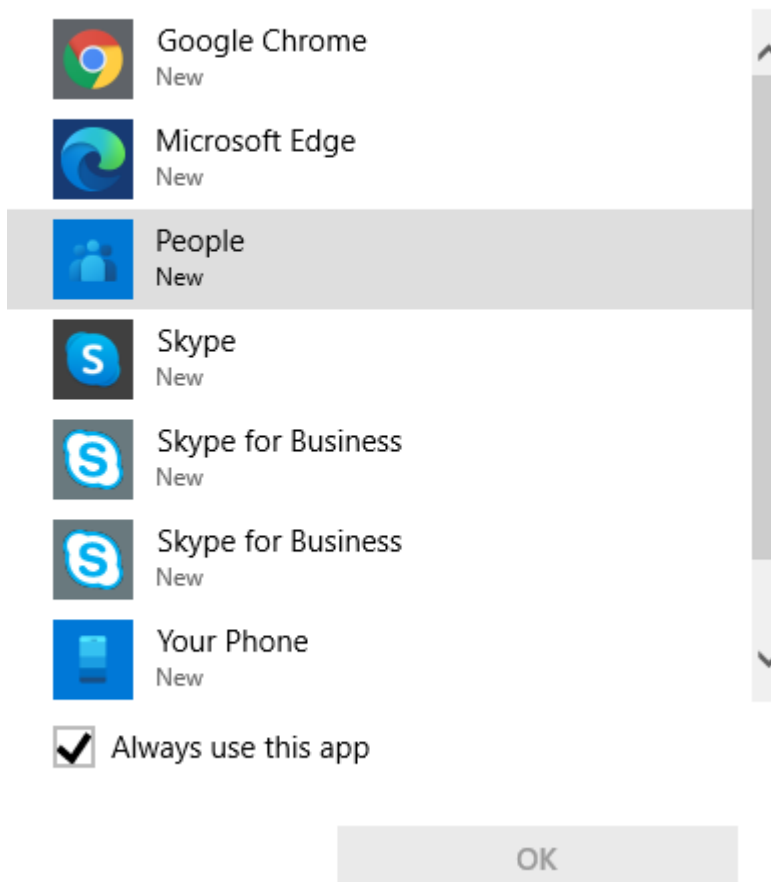 Google Chrome
New
Microsoft Edge
New
People
New
Skype
New
Skype for Business
New
Skype for Business
New
Your Phone
New
Always use this app
OK